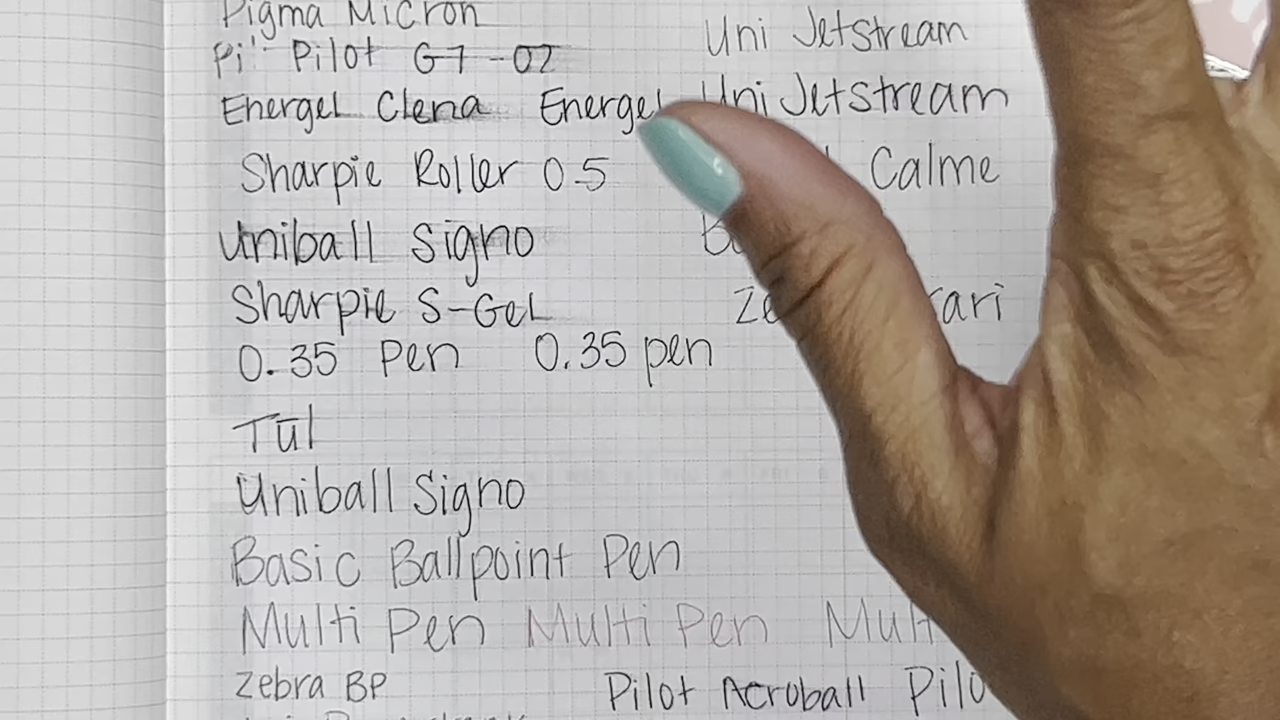 Pigma Micron
Uni Jetstream
Pi Pilot G7-02
Energel Clena Energel Uni Jetstream
Sharpie Roller 0.5 Calme
Uniball Signo
Sharpie S-Gel
0.35 Pen 0.35 pen
Tūl
Uniball Signo
Basic Ballpoint Pen
Multi Pen Multi Pen
Zebra BP Pilot Acroball